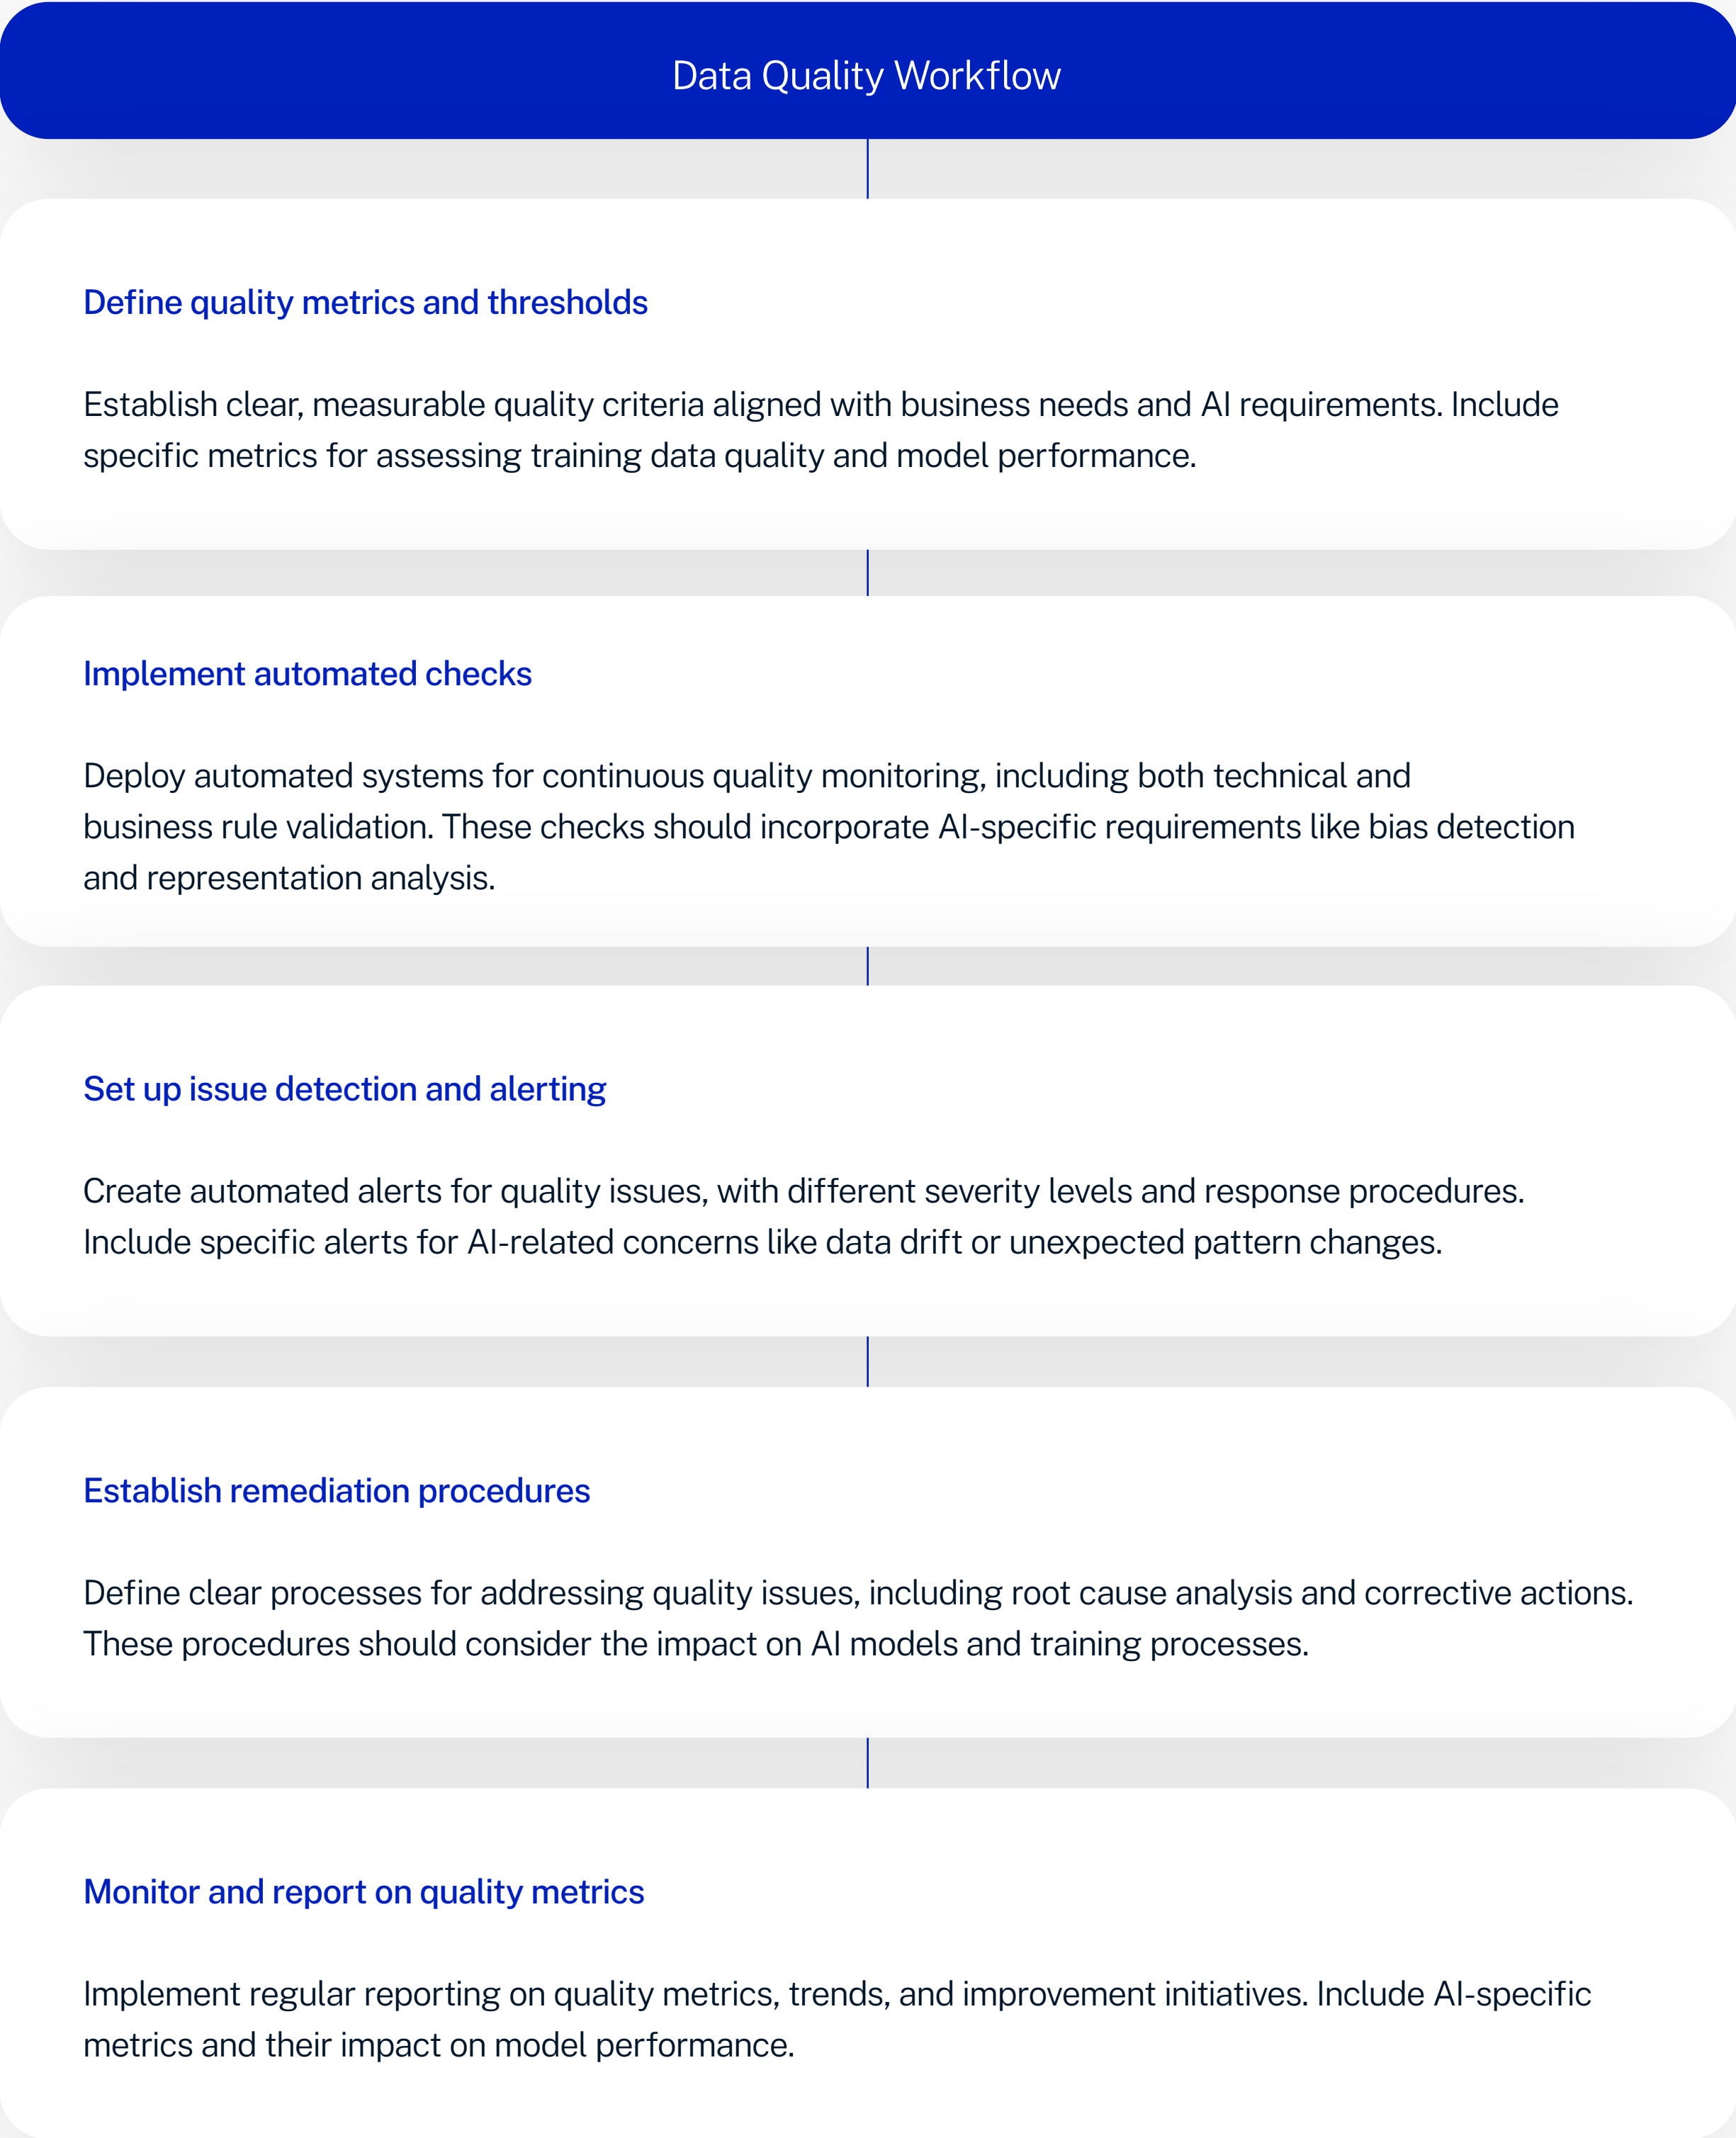 Data Quality Workflow
Define quality metrics and thresholds
Establish clear, measurable quality criteria aligned with business needs and AI requirements. Include
specific metrics for assessing training data quality and model performance.
Implement automated checks
Deploy automated systems for continuous quality monitoring, including both technical and
business rule validation. These checks should incorporate AI-specific requirements like bias detection
and representation analysis.
Set up issue detection and alerting
Create automated alerts for quality issues, with different severity levels and response procedures.
Include specific alerts for AI-related concerns like data drift or unexpected pattern changes.
Establish remediation procedures
Define clear processes for addressing quality issues, including root cause analysis and corrective actions.
These procedures should consider the impact on AI models and training processes.
Monitor and report on quality metrics
Implement regular reporting on quality metrics, trends, and improvement initiatives. Include AI-specific
metrics and their impact on model performance.